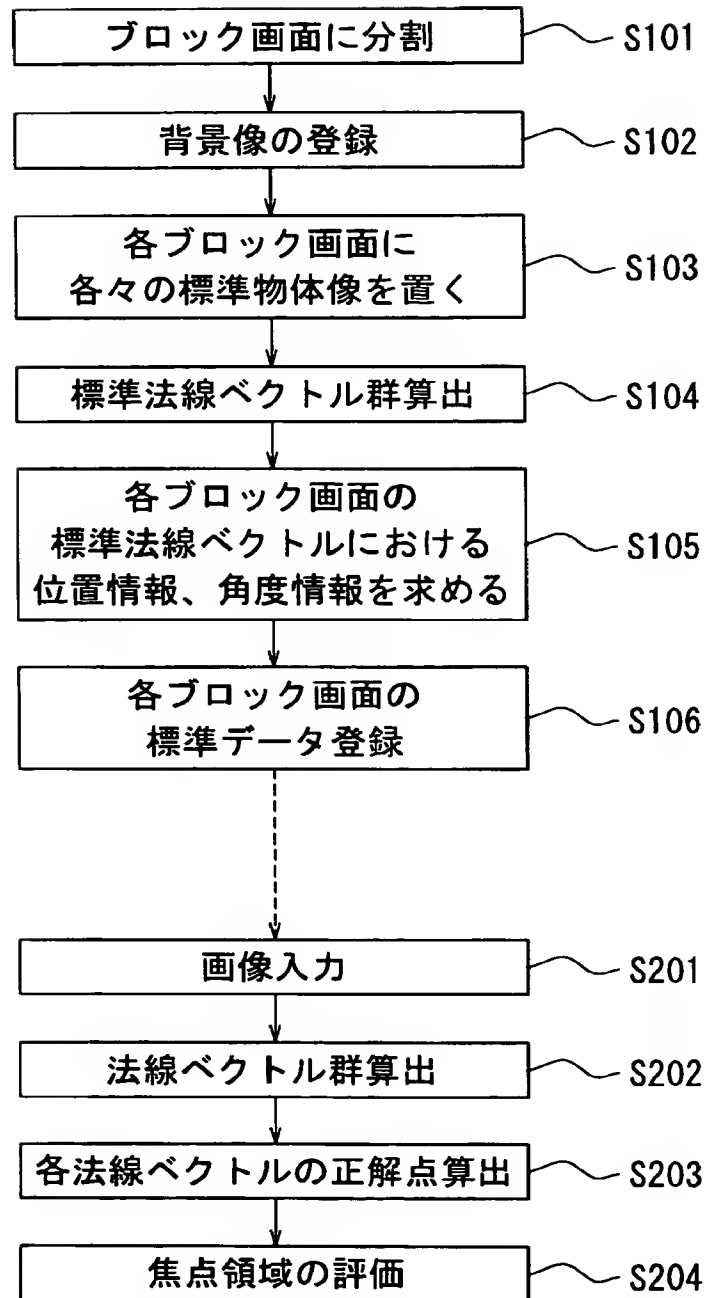 ブロック画面に分割
S101
背景像の登録
S102
各ブロック画面に
各々の標準物体像を置く
S103
標準法線ベクトル群算出
S104
各ブロック画面の
標準法線ベクトルにおける
位置情報、角度情報を求める
S105
各ブロック画面の
標準データ登録
S106
画像入力
S201
法線ベクトル群算出
S202
各法線ベクトルの正解点算出
S203
焦点領域の評価
S204